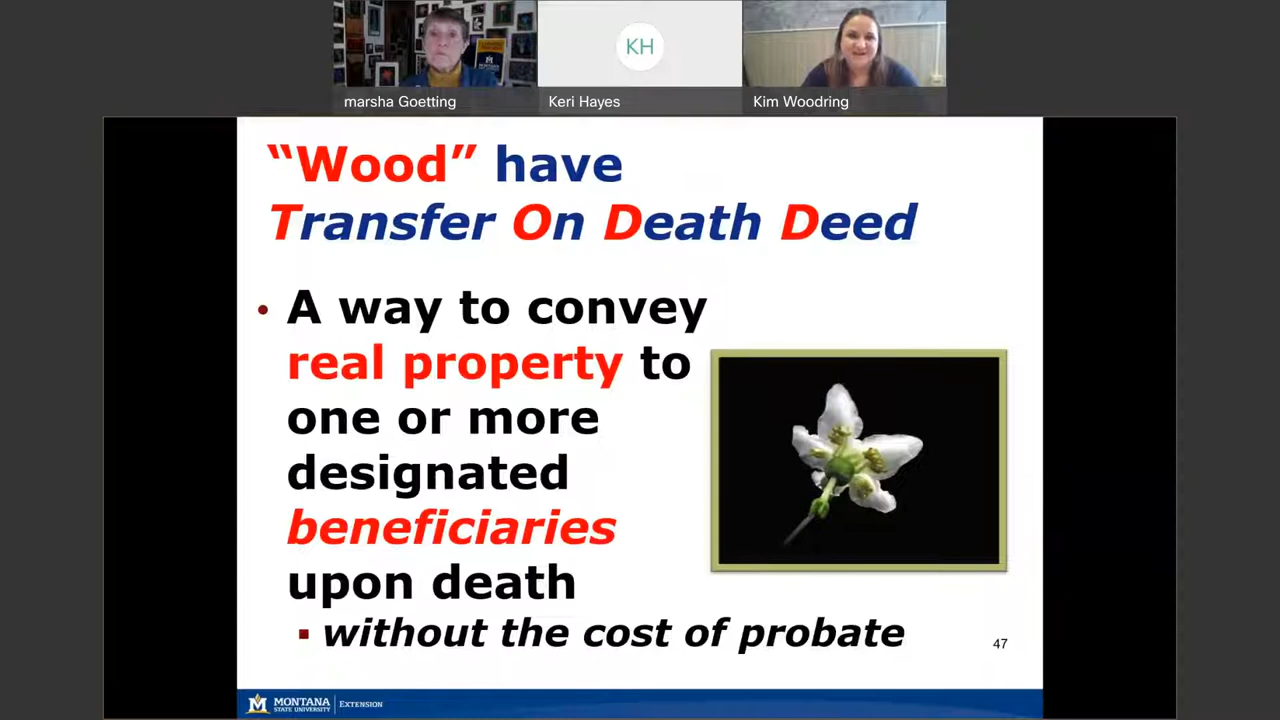 KH
marsha Goetting
Keri Hayes
Kim Woodring
“Wood” have
Transfer On Death Deed
• A way to convey
real property to
one or more
designated
beneficiaries
upon death
▪ without the cost of probate
47
MONTANA
STATE UNIVERSITY
EXTENSION